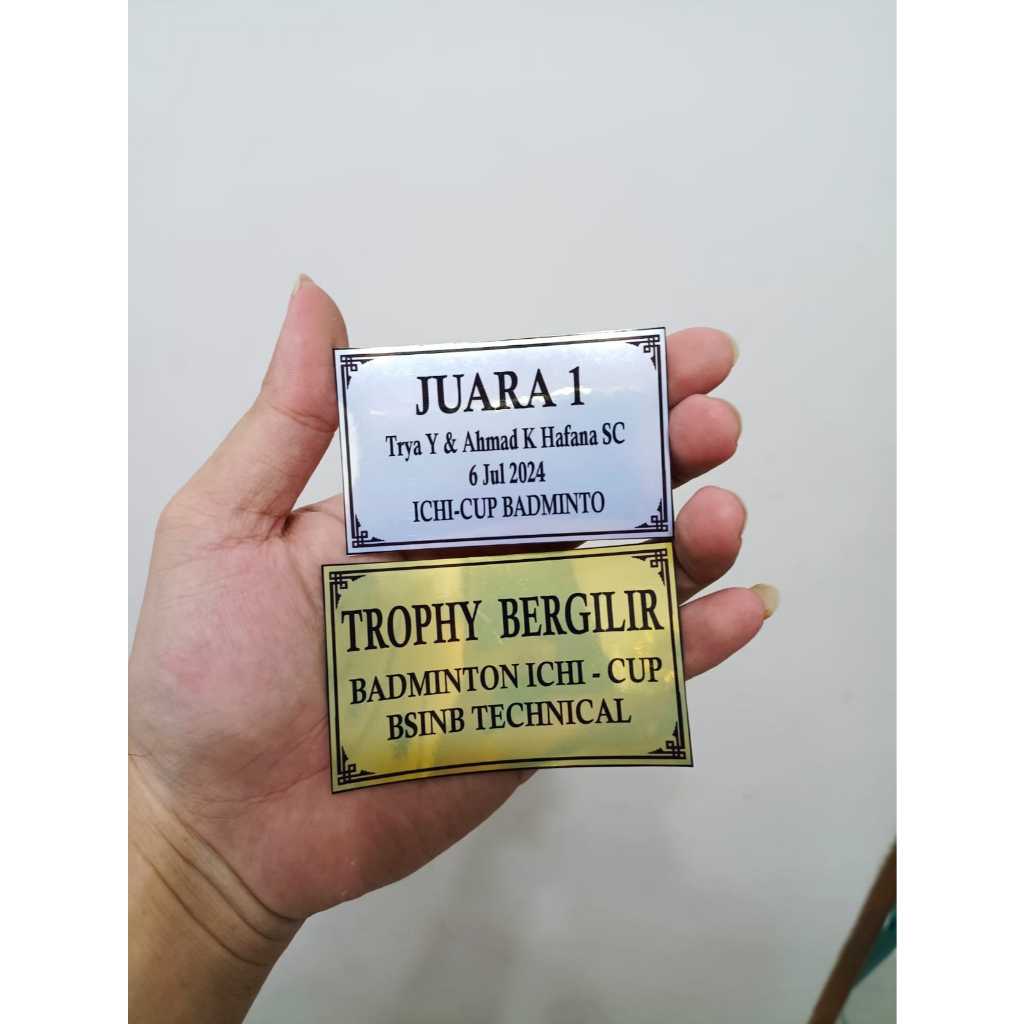 JUARA 1
Trya Y & Ahmad K Hafana SC
6 Jul 2024
ICHI-CUP BADMINTO
TROPHY BERGILIR
BADMINTON ICHI - CUP
BSINB TECHNICAL